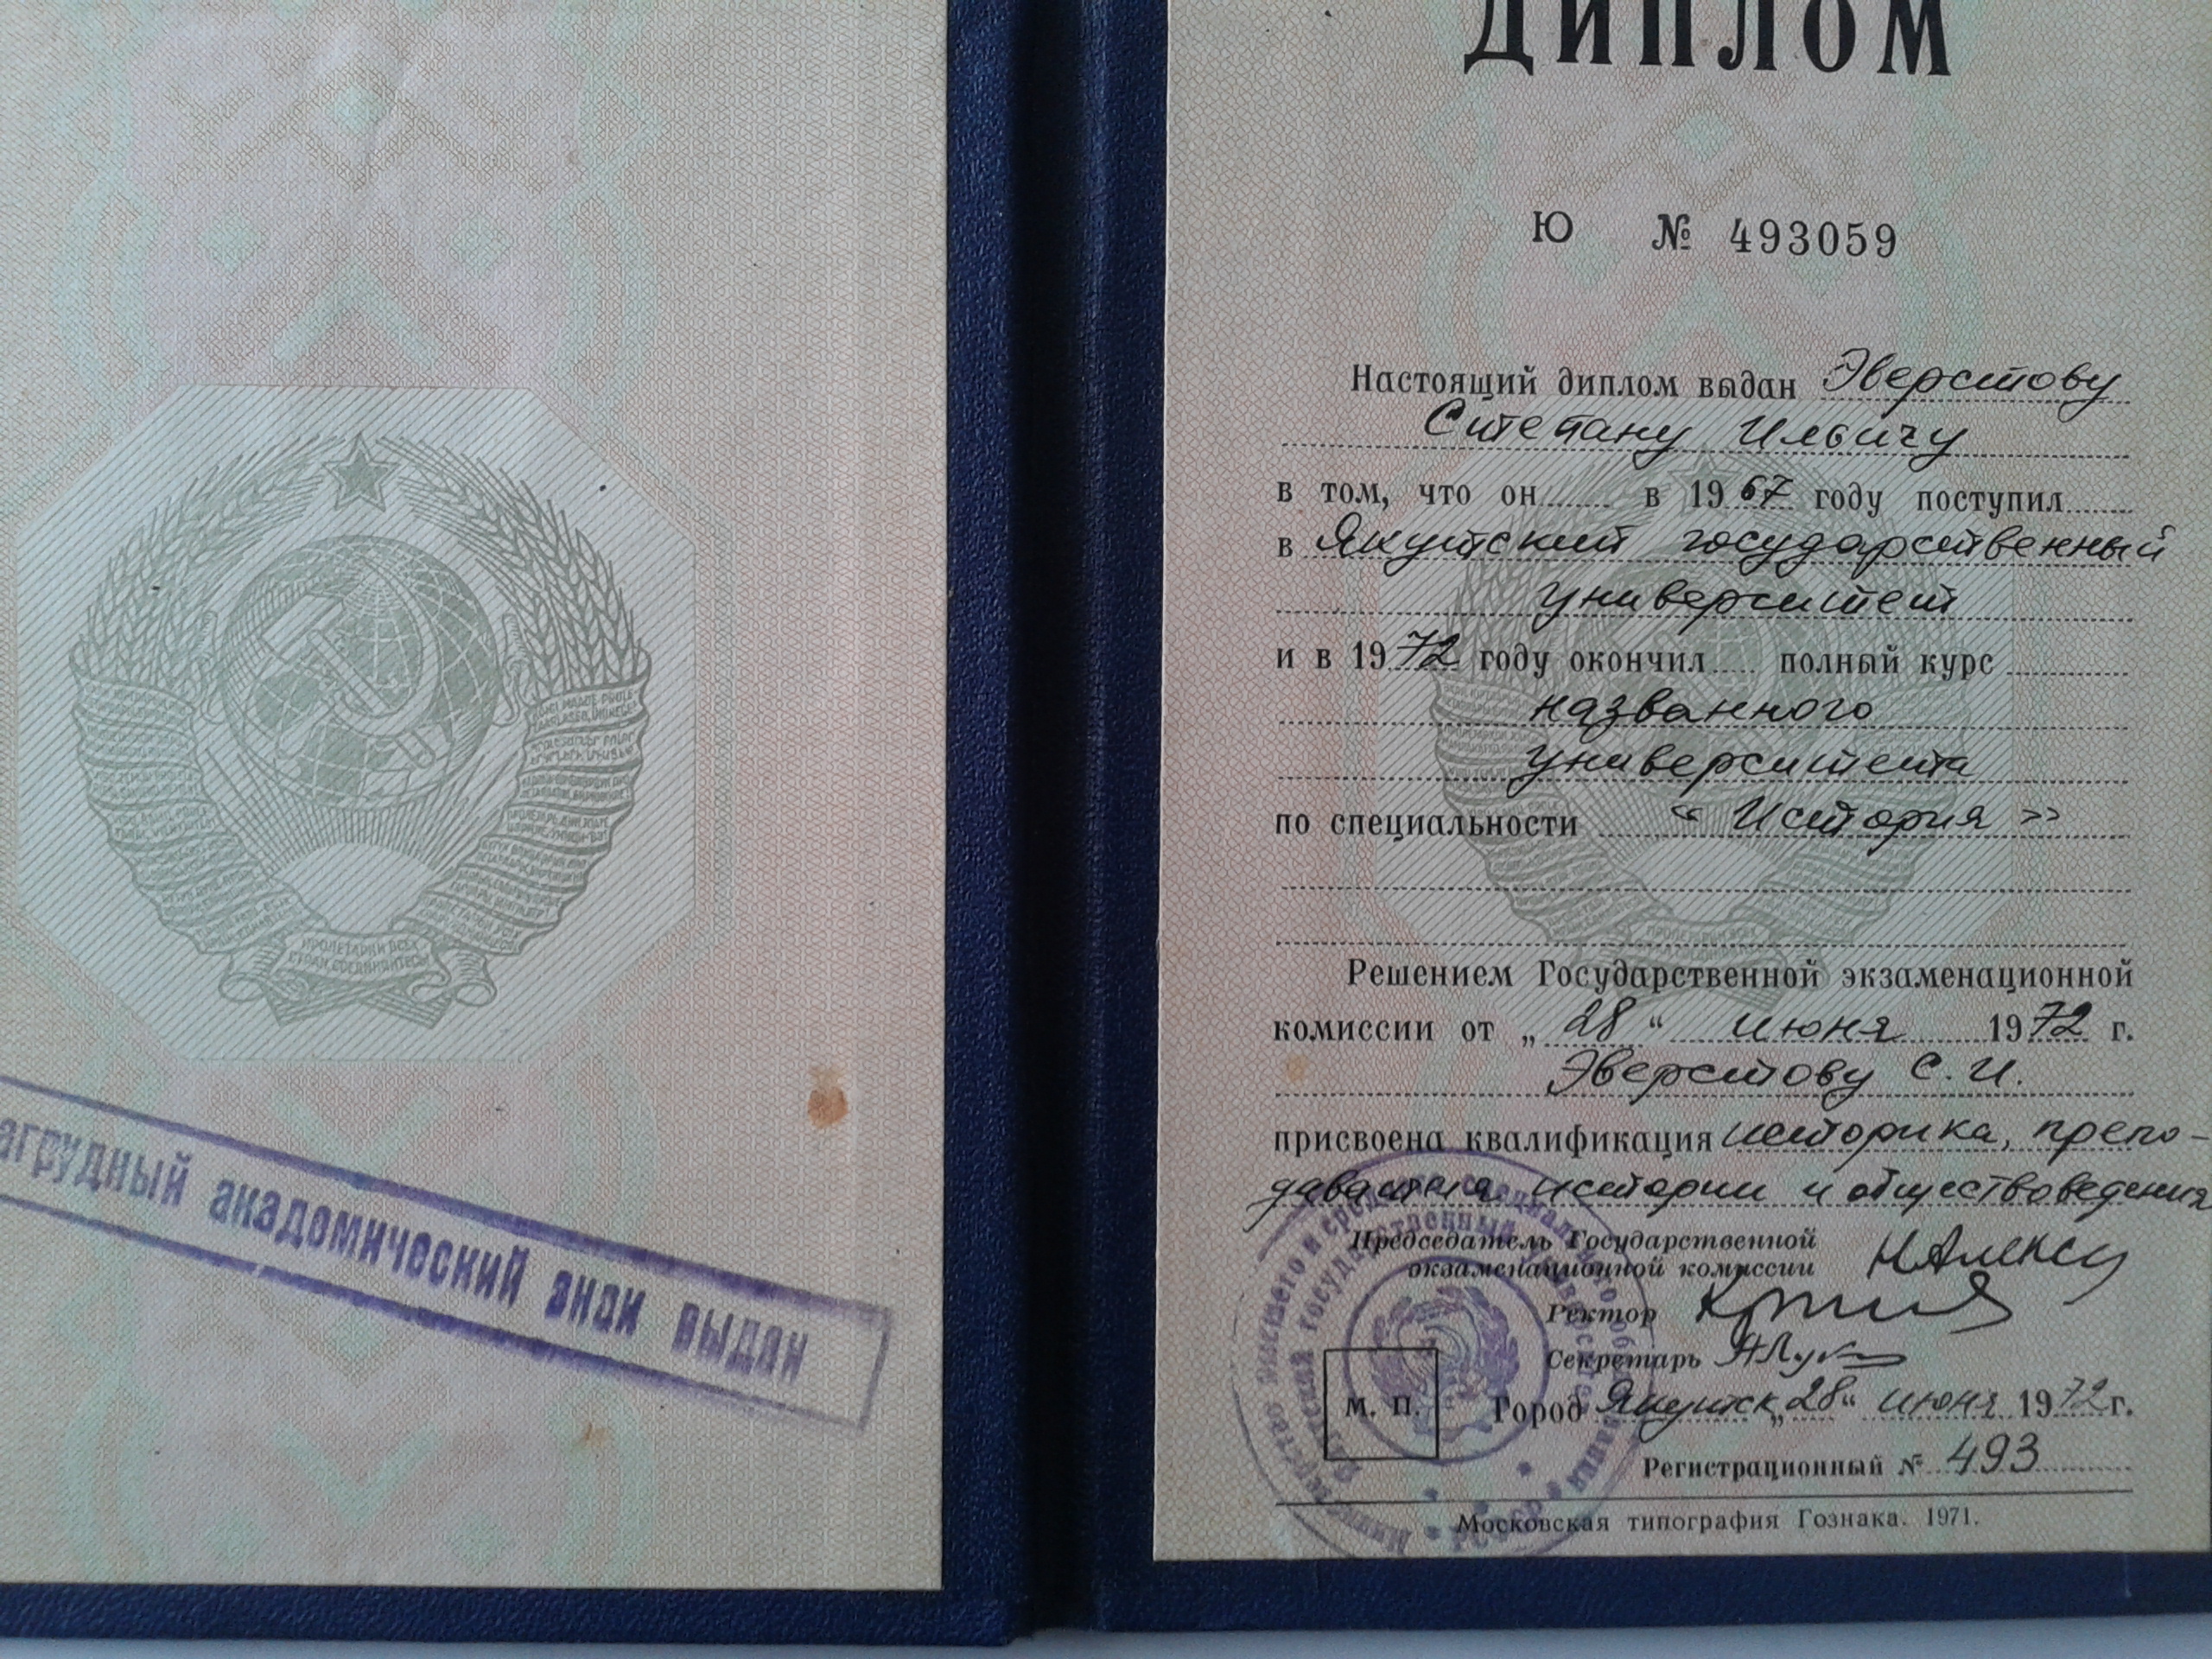 ПРОЛЕТАРИИ ВСЕХ
СТРАН СОЕДИНЯЙТЕСЬ
агрудный академический знак выдан
ДИПЛОМ
Ю № 493059
Настоящий диплом выдан Эверстову
Степану Ильичу
в том, что он в 1967 году поступил
в Якутский государственный
университет
и в 1972 году окончил полный курс
названного
университета
по специальности "История"
Решением Государственной экзаменационной
комиссии от „28“ июня 1972 г.
Эверстову С. И.
присвоена квалификация историка, препо-
давателя истории и обществоведения
Председатель Государственной
экзаменационной комиссии
Ректор
Секретарь
М. П. Город Якутск „28“ июня 1972 г.
Регистрационный № 493
Московская типография Гознака. 1971.